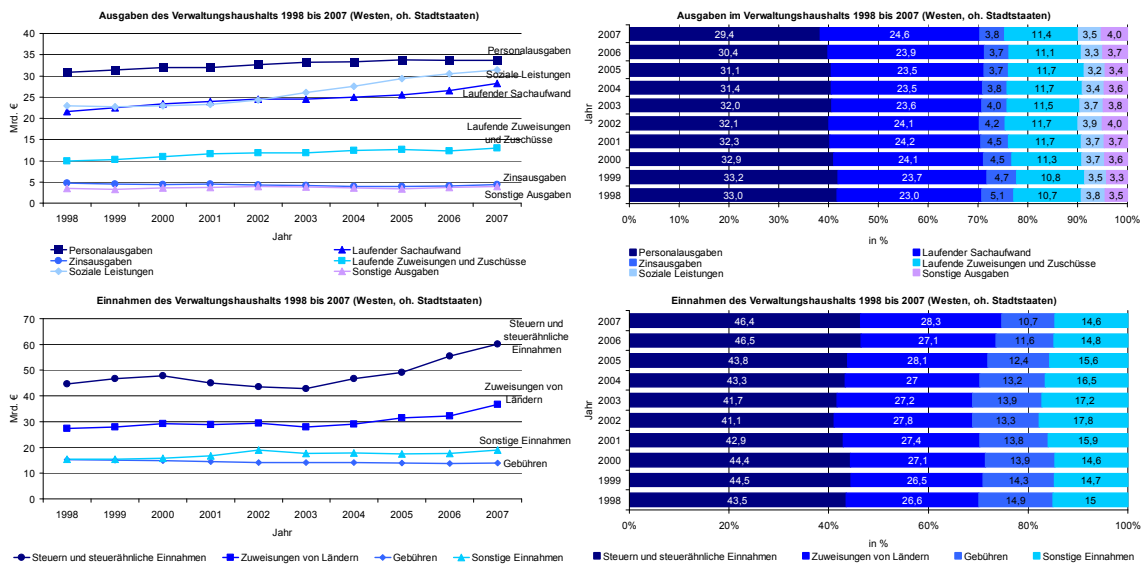 Ausgaben des Verwaltungshaushalts 1998 bis 2007 (Westen, oh. Stadtstaaten)
Mrd. €
40
35
30
25
20
15
10
5
0
Personalausgaben
Soziale Leistungen
Laufender Sachaufwand
Laufende Zuweisungen
und Zuschüsse
Zinsausgaben
Sonstige Ausgaben
1998 1999 2000 2001 2002 2003 2004 2005 2006 2007
Jahr
Personalausgaben Laufender Sachaufwand
Zinsausgaben Laufende Zuweisungen und Zuschüsse
Soziale Leistungen Sonstige Ausgaben
Ausgaben im Verwaltungshaushalt 1998 bis 2007 (Westen, oh. Stadtstaaten)
Jahr
2007 29,4 24,6 3,8 11,4 3,5 4,0
2006 30,4 23,9 3,7 11,1 3,3 3,7
2005 31,1 23,5 3,7 11,7 3,2 3,4
2004 31,4 23,5 3,8 11,7 3,4 3,6
2003 32,0 23,6 4,0 11,5 3,7 3,8
2002 32,1 24,1 4,2 11,7 3,9 4,0
2001 32,3 24,2 4,5 11,7 3,7 3,7
2000 32,9 24,1 4,5 11,3 3,7 3,6
1999 33,2 23,7 4,7 10,8 3,5 3,3
1998 33,0 23,0 5,1 10,7 3,8 3,5
0% 10% 20% 30% 40% 50% 60% 70% 80% 90% 100%
in %
Personalausgaben Laufender Sachaufwand
Zinsausgaben Laufende Zuweisungen und Zuschüsse
Soziale Leistungen Sonstige Ausgaben
Einnahmen des Verwaltungshaushalts 1998 bis 2007 (Westen, oh. Stadtstaaten)
Mrd. €
70
60
50
40
30
20
10
0
Steuern und
steuerähnliche
Einnahmen
Zuweisungen von
Ländern
Sonstige Einnahmen
Gebühren
1998 1999 2000 2001 2002 2003 2004 2005 2006 2007
Jahr
Steuern und steuerähnliche Einnahmen Zuweisungen von Ländern Gebühren Sonstige Einnahmen
Einnahmen des Verwaltungshaushalts 1998 bis 2007 (Westen, oh. Stadtstaaten)
Jahr
2007 46,4 28,3 10,7 14,6
2006 46,5 27,1 11,6 14,8
2005 43,8 28,1 12,4 15,6
2004 43,3 27 13,2 16,5
2003 41,7 27,2 13,9 17,2
2002 41,1 27,8 13,3 17,8
2001 42,9 27,4 13,8 15,9
2000 44,4 27,1 13,9 14,6
1999 44,5 26,5 14,3 14,7
1998 43,5 26,6 14,9 15
0% 10% 20% 30% 40% 50% 60% 70% 80% 90% 100%
in %
Steuern und steuerähnliche Einnahmen Zuweisungen von Ländern Gebühren Sonstige Einnahmen